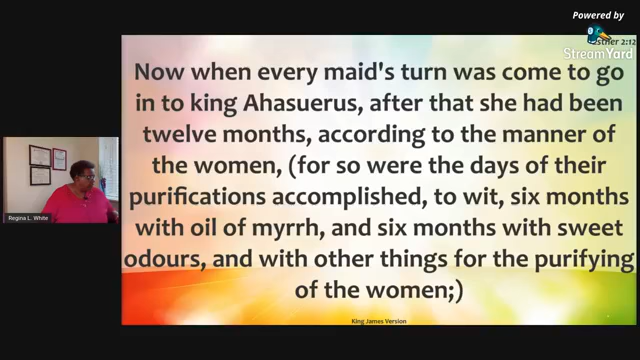 Powered by
Esther 2:12
StreamYard
Now when every maid's turn was come to go
in to king Ahasuerus, after that she had been
twelve months, according to the manner of
the women, (for so were the days of their
purifications accomplished, to wit, six months
with oil of myrrh, and six months with sweet
odours, and with other things for the purifying
of the women;)
King James Version
Regina L. White